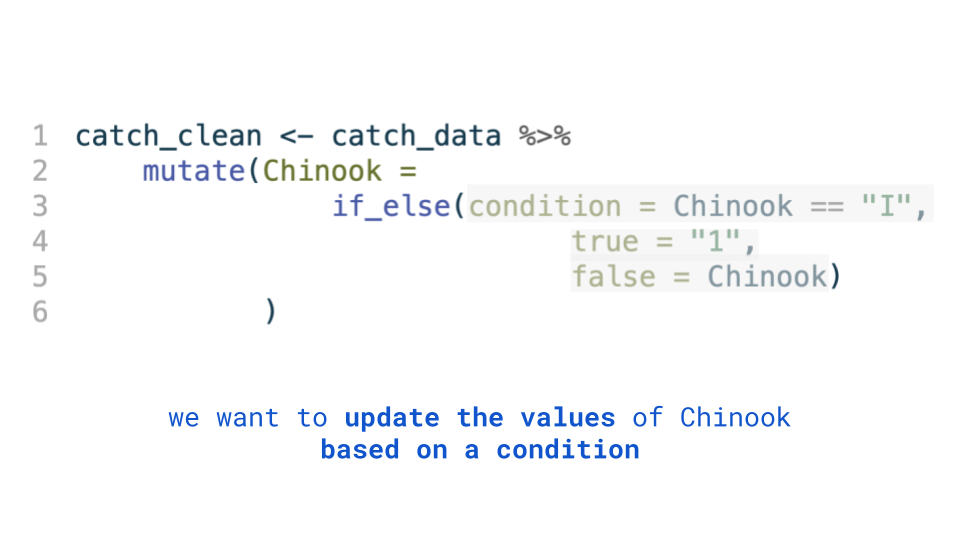 1 catch_clean <- catch_data %>%
2 mutate(Chinook =
3 if_else(condition = Chinook == "I",
4 true = "1",
5 false = Chinook)
6 )
we want to update the values of Chinook
based on a condition